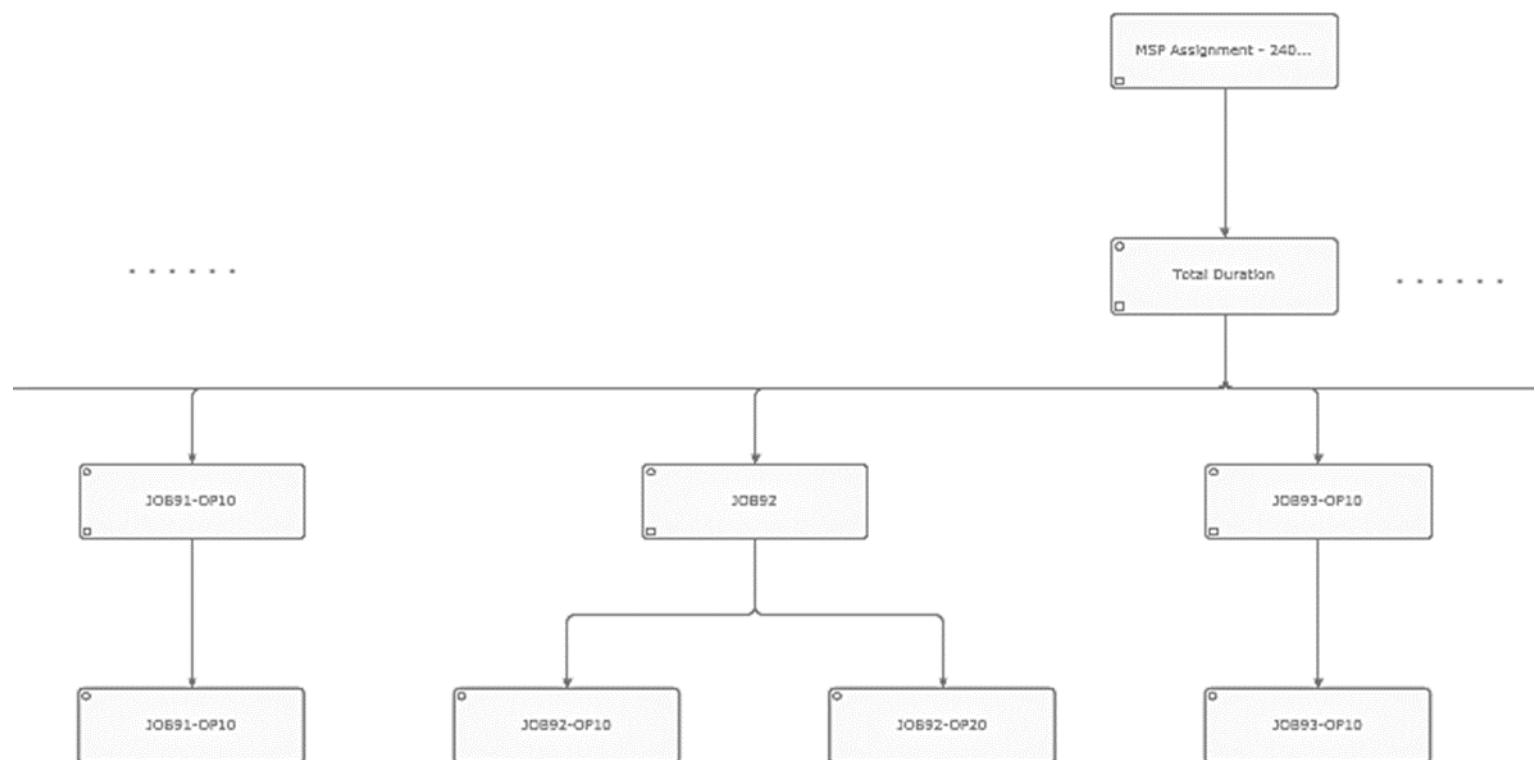 MSP Assignment - 240...
......
Total Duration
......
JOB91-OP10
JOB92
JOB93-OP10
JOB91-OP10
JOB92-OP10
JOB92-OP20
JOB93-OP10